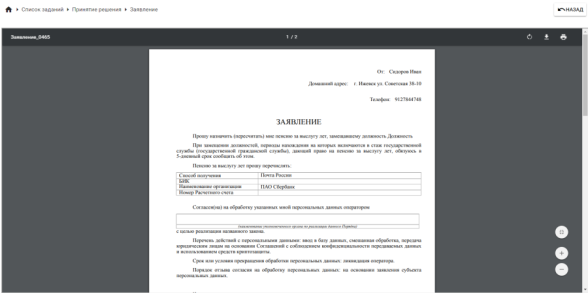 Список заданий ▸ Принятие решения ▸ Заявление
НАЗАД
Заявление_0465
1 / 2
От: Сидоров Иван
Домашний адрес: г. Ижевск ул. Советская 38-10
Телефон 9127844748
ЗАЯВЛЕНИЕ
Прошу назначить (пересчитать) мне пенсию за выслугу лет, замещавшему должность Должность
При замещении должностей, периоды нахождения на которых включаются в стаж государственной
службы (государственной гражданской службы), дающий право на пенсию за выслугу лет, обязуюсь в
5-дневный срок сообщить об этом.
Пенсию за выслугу лет прошу перечислять:
Способ получения Почта России
БИК
Наименование организации ПАО Сбербанк
Номер Расчетного счета
Согласен(на) на обработку указанных мной персональных данных оператором
с целью реализации названного закона.
Перечень действий с персональными данными: ввод в базу данных, смешанная обработка, передача
юридическим лицам на основании Соглашений с соблюдением конфиденциальности передаваемых данных
и использованием средств криптозащиты.
Срок или условия прекращения обработки персональных данных: ликвидация оператора.
Порядок отзыва согласия на обработку персональных данных: на основании заявления субъекта
персональных данных.